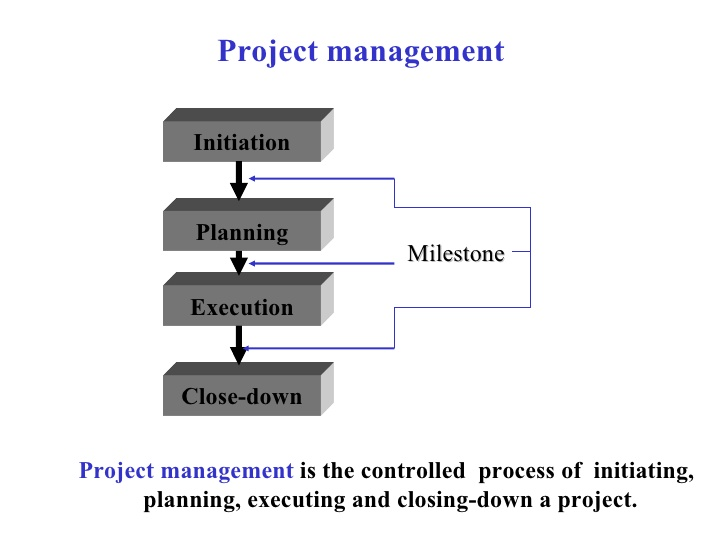 Project management
Initiation
Planning
Milestone
Execution
Close-down
Project management is the controlled  process of  initiating,
planning, executing and closing-down a project.